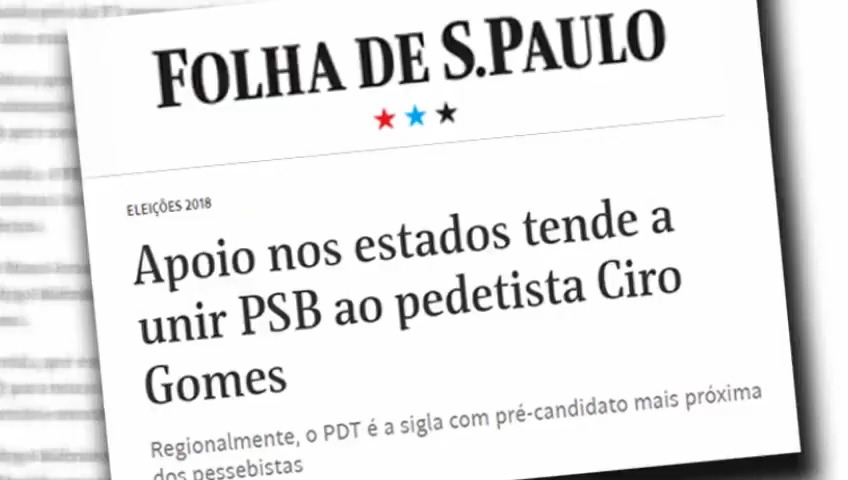 FOLHA DE S.PAULO
ELEIÇÕES 2018
Apoio nos estados tende a
unir PSB ao pedetista Ciro
Gomes
Regionalmente, o PDT é a sigla com pré-candidato mais próxima
dos pessebistas